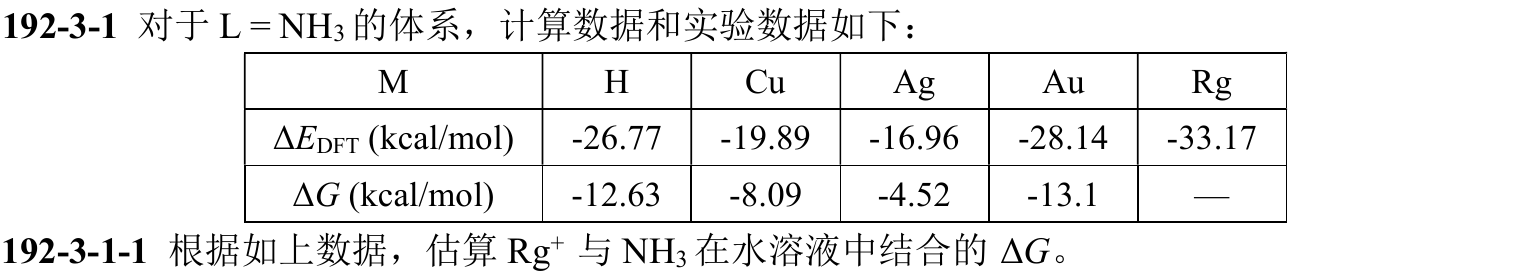 192-3-1 对于 L = NH3 的体系，计算数据和实验数据如下：
M H Cu Ag Au Rg
ΔEDFT (kcal/mol) -26.77 -19.89 -16.96 -28.14 -33.17
ΔG (kcal/mol) -12.63 -8.09 -4.52 -13.1 —
192-3-1-1 根据如上数据，估算 Rg+ 与 NH3 在水溶液中结合的 ΔG。